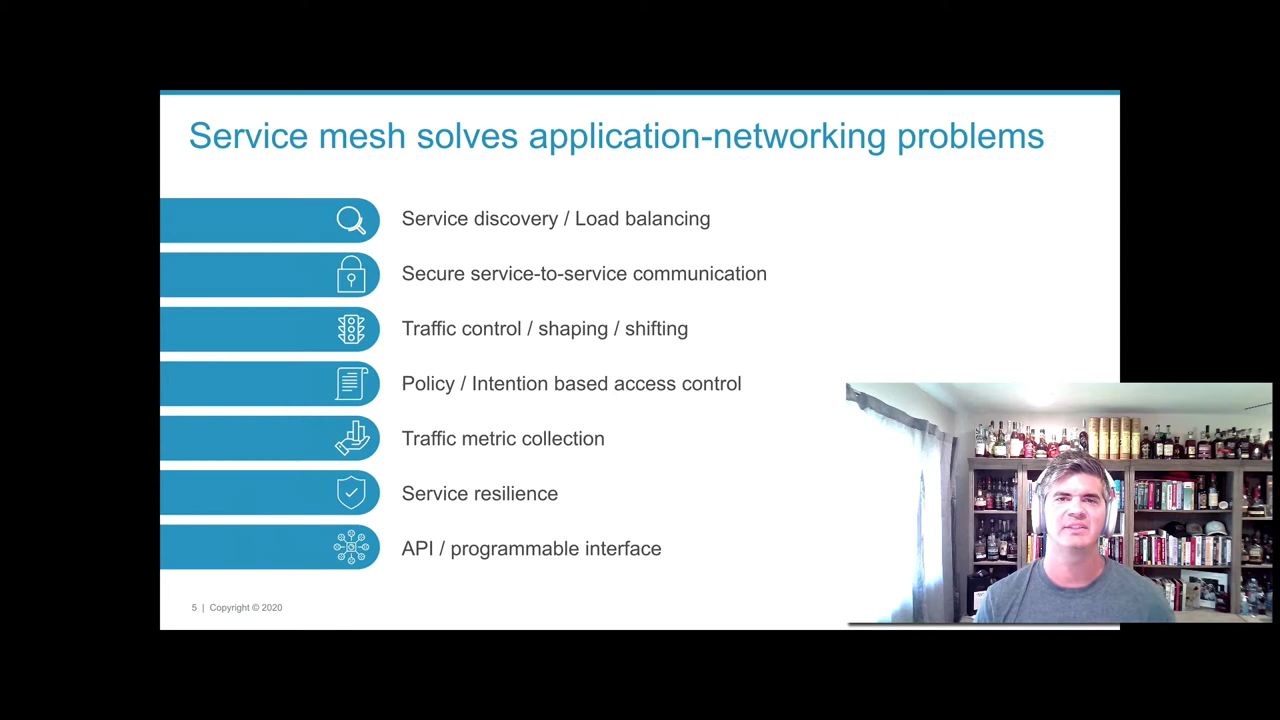 Service mesh solves application-networking problems
Service discovery / Load balancing
Secure service-to-service communication
Traffic control / shaping / shifting
Policy / Intention based access control
Traffic metric collection
Service resilience
API / programmable interface
5 | Copyright © 2020